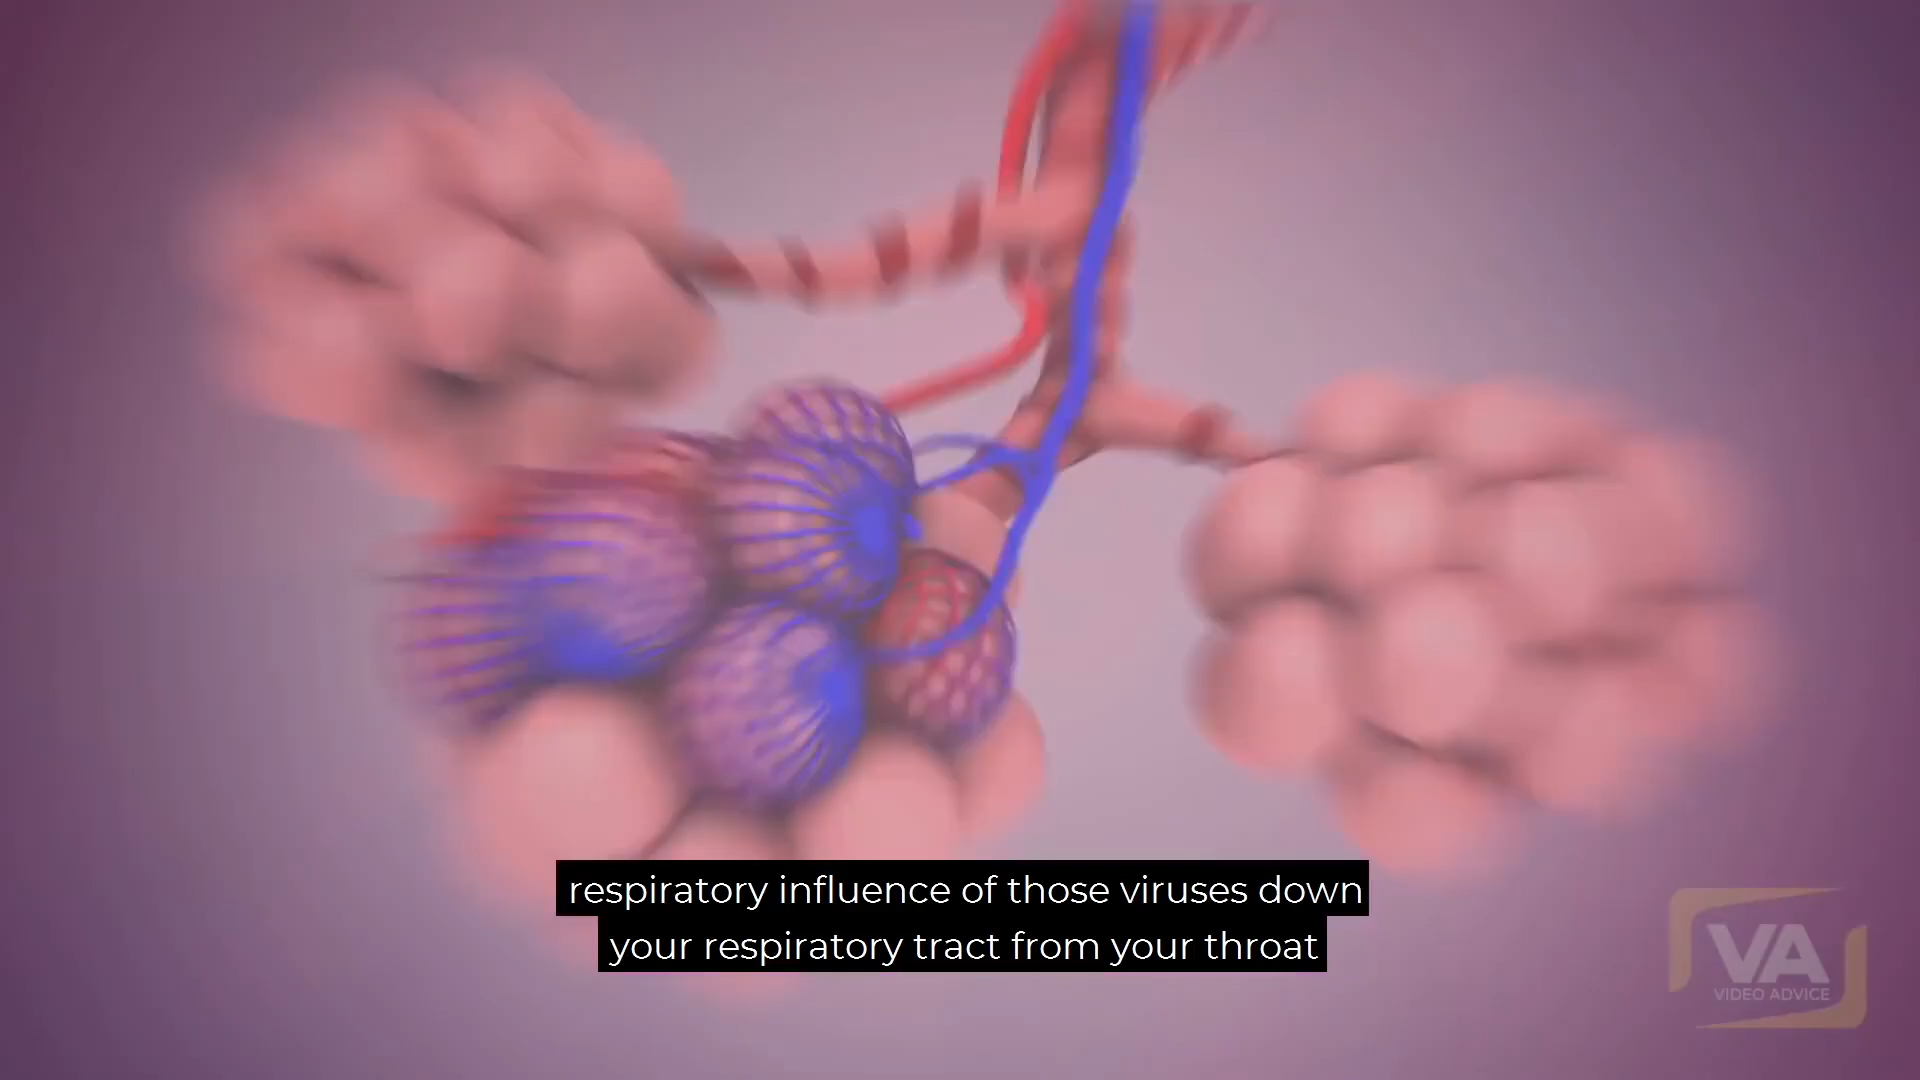 respiratory influence of those viruses down
your respiratory tract from your throat
VA
VIDEO ADVICE